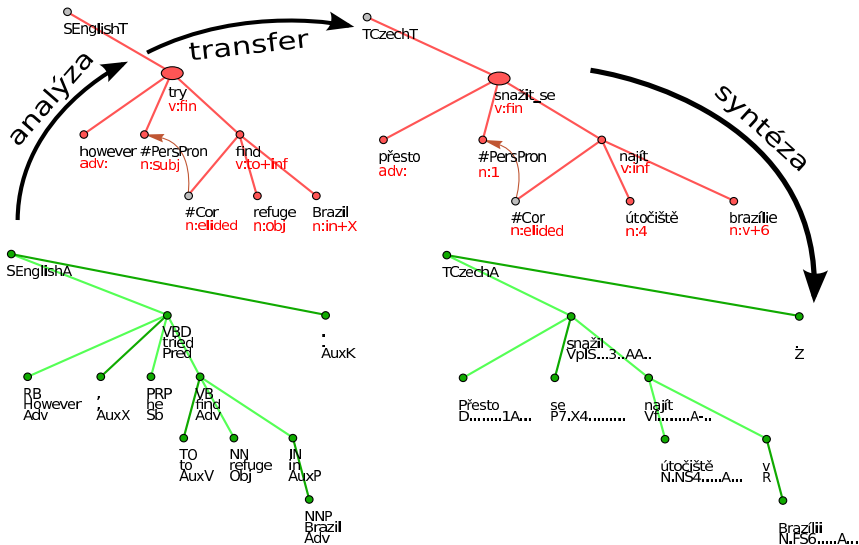 analýza
transfer
syntéza
SEnglishT
try
v:fin
however
adv:
#PersPron
n:subj
find
v:to+inf
#Cor
n:elided
refuge
n:obj
Brazil
n:in+X
TCzechT
snažit_se
v:fin
přesto
adv:
#PersPron
n:1
najít
v:inf
#Cor
n:elided
útočiště
n:4
brazílie
n:v+6
SEnglishA
VBD
tried
Pred
.
.
AuxK
RB
However
Adv
,
,
AuxX
PRP
he
Sb
VB
find
Adv
TO
to
AuxV
NN
refuge
Obj
IN
in
AuxP
NNP
Brazil
Adv
TCzechA
snažil
VpIS...3..AA..
.
Z
Přesto
D........1A...
se
P7.X4.........
najít
Vf........A-..
útočiště
N.NS4.....A...
v
R
Brazílii
N.FS6.....A...